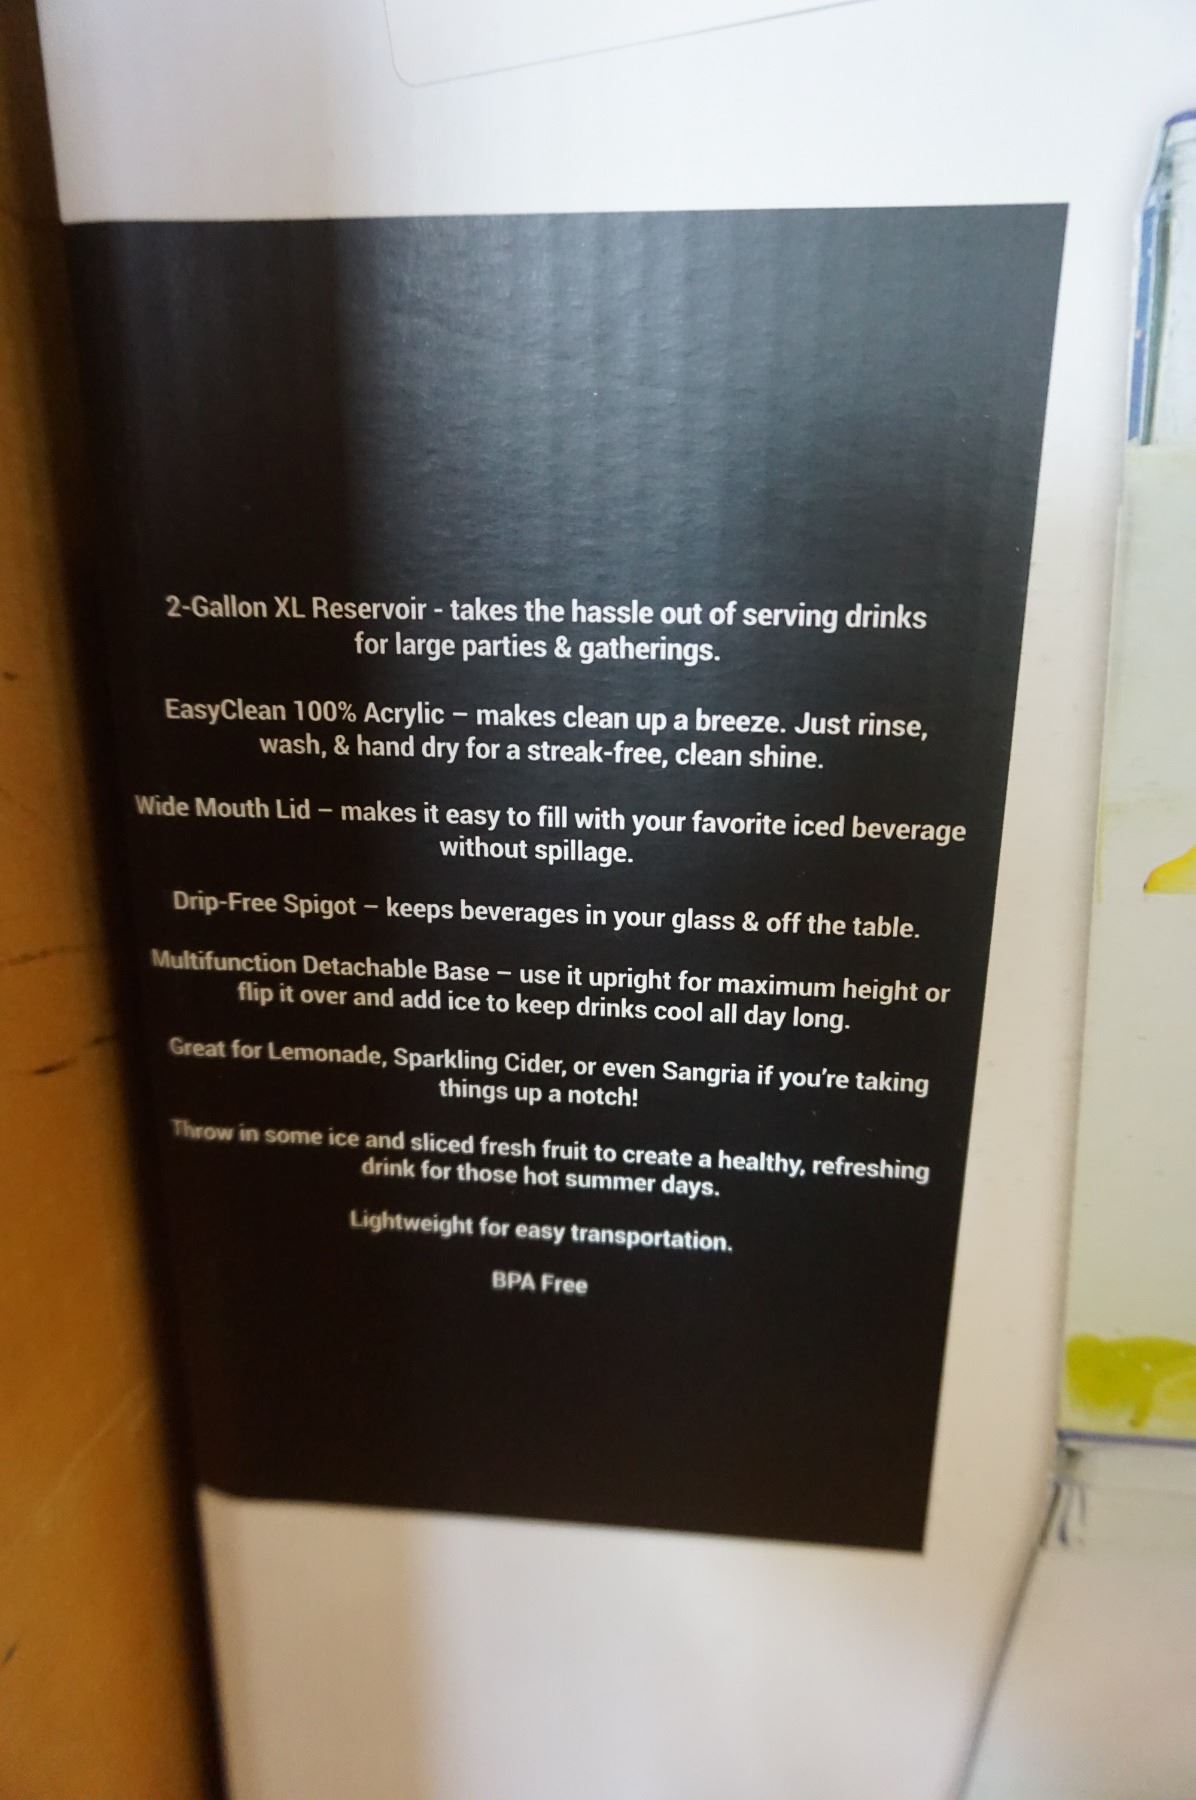 2-Gallon XL Reservoir - takes the hassle out of serving drinks
for large parties & gatherings.
EasyClean 100% Acrylic – makes clean up a breeze. Just rinse,
wash, & hand dry for a streak-free, clean shine.
Wide Mouth Lid – makes it easy to fill with your favorite iced beverage
without spillage.
Drip-Free Spigot – keeps beverages in your glass & off the table.
Multifunction Detachable Base – use it upright for maximum height or
flip it over and add ice to keep drinks cool all day long.
Great for Lemonade, Sparkling Cider, or even Sangria if you're taking
things up a notch!
Throw in some ice and sliced fresh fruit to create a healthy, refreshing
drink for those hot summer days.
Lightweight for easy transportation.
BPA Free